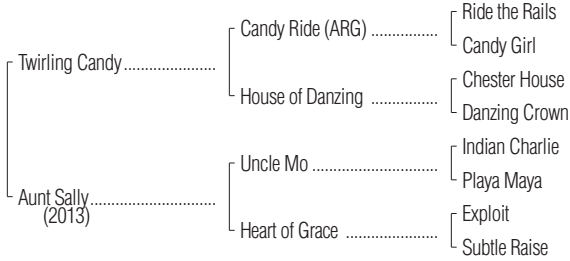 Ride the Rails
Candy Ride (ARG) ................
Candy Girl
Twirling Candy ......................
Chester House
House of Danzing ................
Danzing Crown
Indian Charlie
Uncle Mo ..............................
Playa Maya
Aunt Sally..............................
(2013)
Exploit
Heart of Grace ......................
Subtle Raise